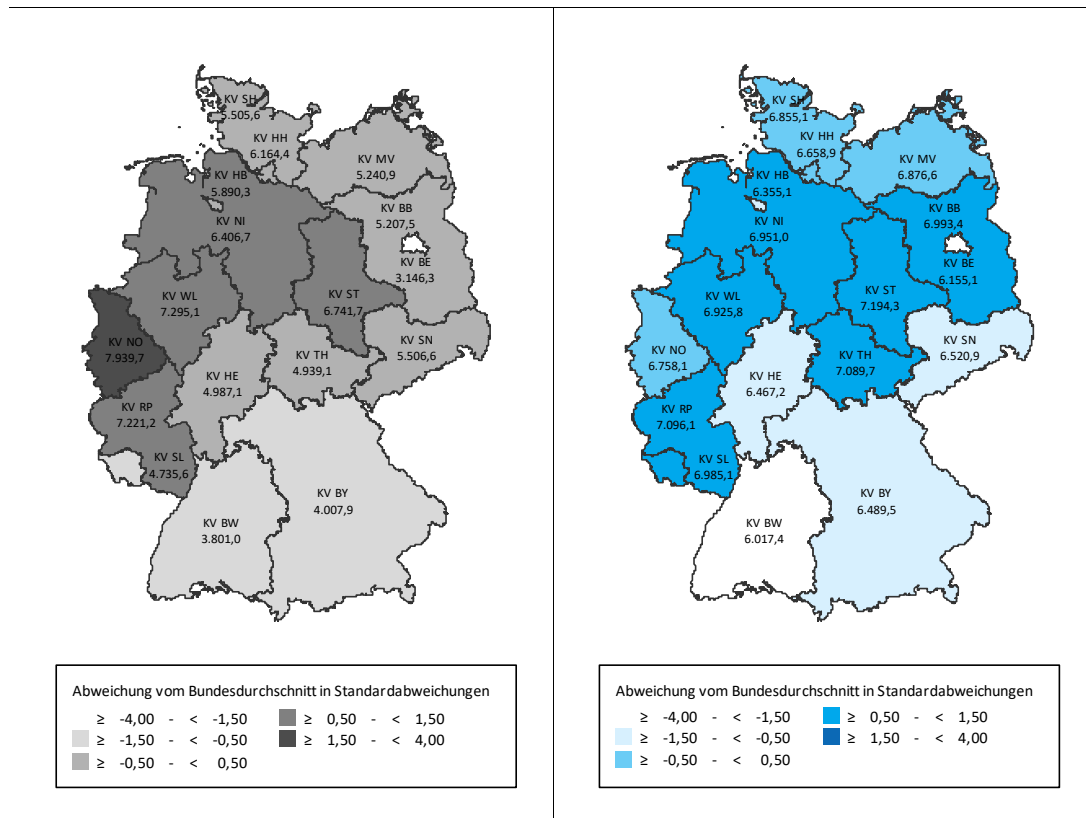 KV SH
5.505,6
KV HH
6.164,4
KV MV
5.240,9
KV HB
5.890,3
KV BB
5.207,5
KV NI
6.406,7
KV BE
3.146,3
KV WL
7.295,1
KV ST
6.741,7
KV NO
7.939,7
KV SN
5.506,6
KV TH
4.939,1
KV HE
4.987,1
KV RP
7.221,2
KV SL
4.735,6
KV BY
4.007,9
KV BW
3.801,0
Abweichung vom Bundesdurchschnitt in Standardabweichungen
≥ -4,00 - < -1,50
≥ -1,50 - < -0,50
≥ -0,50 - < 0,50
≥ 0,50 - < 1,50
≥ 1,50 - < 4,00
KV SH
6.855,1
KV HH
6.658,9
KV MV
6.876,6
KV HB
6.355,1
KV BB
6.993,4
KV NI
6.951,0
KV BE
6.155,1
KV WL
6.925,8
KV ST
7.194,3
KV NO
6.758,1
KV SN
6.520,9
KV TH
7.089,7
KV HE
6.467,2
KV RP
7.096,1
KV SL
6.985,1
KV BY
6.489,5
KV BW
6.017,4
Abweichung vom Bundesdurchschnitt in Standardabweichungen
≥ -4,00 - < -1,50
≥ -1,50 - < -0,50
≥ -0,50 - < 0,50
≥ 0,50 - < 1,50
≥ 1,50 - < 4,00